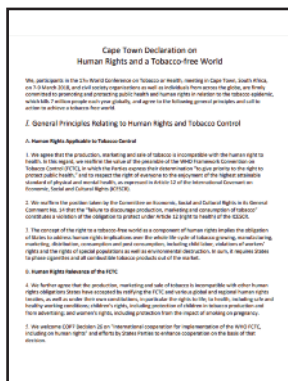 Cape Town Declaration on
Human Rights and a Tobacco-free World
We, participants in the 17th World Conference on Tobacco or Health, meeting in Cape Town, South Africa,
on 7-9 March 2018, and civil society organisations as well as individuals from across the globe, are firmly
committed to promoting and protecting public health and human rights in relation to the tobacco epidemic,
which kills 7 million people each year globally, and agree to the following general principles and call to
action to achieve a tobacco-free world
I. General Principles Relating to Human Rights and Tobacco Control
A. Human Rights Applicable to Tobacco Control
1. We agree that the production, marketing and sale of tobacco is incompatible with the human right to
health. In this regard, we reaffirm the value of the preamble of the WHO Framework Convention on
Tobacco Control (FCTC), in which the Parties express their determination "to give priority to the right to
protect public health," and to respect the right of everyone to the enjoyment of the highest attainable
standard of physical and mental health, as expressed in Article 12 of the International Covenant on
Economic, Social and Cultural Rights (ICESCR).
2. We reaffirm the position taken by the Committee on Economic, Social and Cultural Rights in its General
Comment No. 14 that the "failure to discourage production, marketing and consumption of tobacco"
constitutes a violation of the obligation to protect under Article 12 (right to health) of the ICESCR.
3. The concept of the right to a tobacco-free world as a component of human rights implies the obligation
of States to address human rights implications over the whole life cycle of tobacco growing, manufacturing,
marketing, distribution, consumption and post consumption, including child labor, violations of workers'
rights and the rights of special populations as well as environmental destruction. In sum, it requires States
to phase cigarettes and all combustible tobacco products out of the market.
B. Human Rights Relevance of the FCTC
4. We further agree that the production, marketing and sale of tobacco is incompatible with other human
rights obligations States have accepted by ratifying the FCTC and various global and regional human rights
treaties, as well as under their own constitutions, in particular the rights to life; to health, including safe and
healthy working conditions; children's rights, including protection of children in tobacco production and
from advertising; and women's rights, including protection from the impact of smoking on pregnancy.
5. We welcome COP7 Decision 26 on "International cooperation for implementation of the WHO FCTC,
including on human rights" and efforts by States Parties to enhance cooperation on the basis of that
decision.